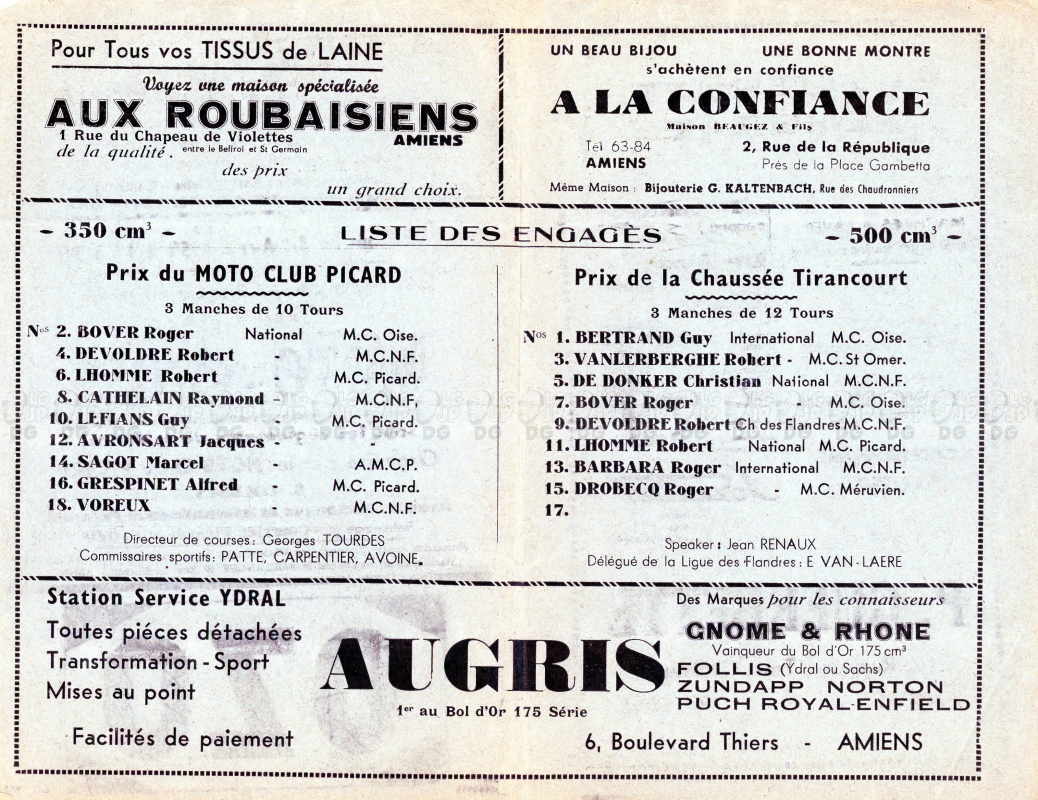 Pour Tous vos TISSUS de LAINE
Voyez une maison spécialisée
AUX ROUBAISIENS
1 Rue du Chapeau de Violettes AMIENS
de la qualité. entre le Beffroi et St Germain
des prix
un grand choix.
UN BEAU BIJOU UNE BONNE MONTRE
s'achètent en confiance
A LA CONFIANCE
Maison BEAUGEZ & Fils
Tél 63-84 2, Rue de la République
AMIENS Prés de la Place Gambetta
Même Maison : Bijouterie G. KALTENBACH, Rue des Chaudronniers
- 350 cm³ - LISTE DES ENGAGÈS - 500 cm³ -
Prix du MOTO CLUB PICARD
3 Manches de 10 Tours
Nos 2. BOVER Roger National M.C. Oise.
4. DEVOLDRE Robert - M.C.N.F.
6. LHOMME Robert - M.C. Picard.
8. CATHELAIN Raymond - M.C.N.F,
10. LEFIANS Guy - M.C. Picard.
12. AVRONSART Jacques - -
14. SAGOT Marcel - A.M.C.P.
16. GRESPINET Alfred - M.C. Picard.
18. VOREUX - M.C.N.F.
Directeur de courses: Georges TOURDES
Commissaires sportifs: PATTE, CARPENTIER, AVOINE.
Prix de la Chaussée Tirancourt
3 Manches de 12 Tours
Nos 1. BERTRAND Guy International M.C. Oise.
3. VANLERBERGHE Robert - M.C. St Omer.
5. DE DONKER Christian National M.C.N.F.
7. BOVER Roger - M.C. Oise.
9. DEVOLDRE Robert Ch des Flandres M.C.N.F.
11. LHOMME Robert National M.C. Picard.
13. BARBARA Roger International M.C.N.F.
15. DROBECQ Roger - M.C. Méruvien.
17.
Speaker : Jean RENAUX
Délégué de la Ligue des Flandres : E VAN-LAERE
Station Service YDRAL
Toutes piéces détachées
Transformation - Sport
Mises au point
Facilités de paiement
AUGRIS
1er au Bol d'Or 175 Série
Des Marques pour les connaisseurs
GNOME & RHONE
Vainqueur du Bol d'Or 175 cm³
FOLLIS (Ydral ou Sachs)
ZUNDAPP NORTON
PUCH ROYAL-ENFIELD
6, Boulevard Thiers - AMIENS